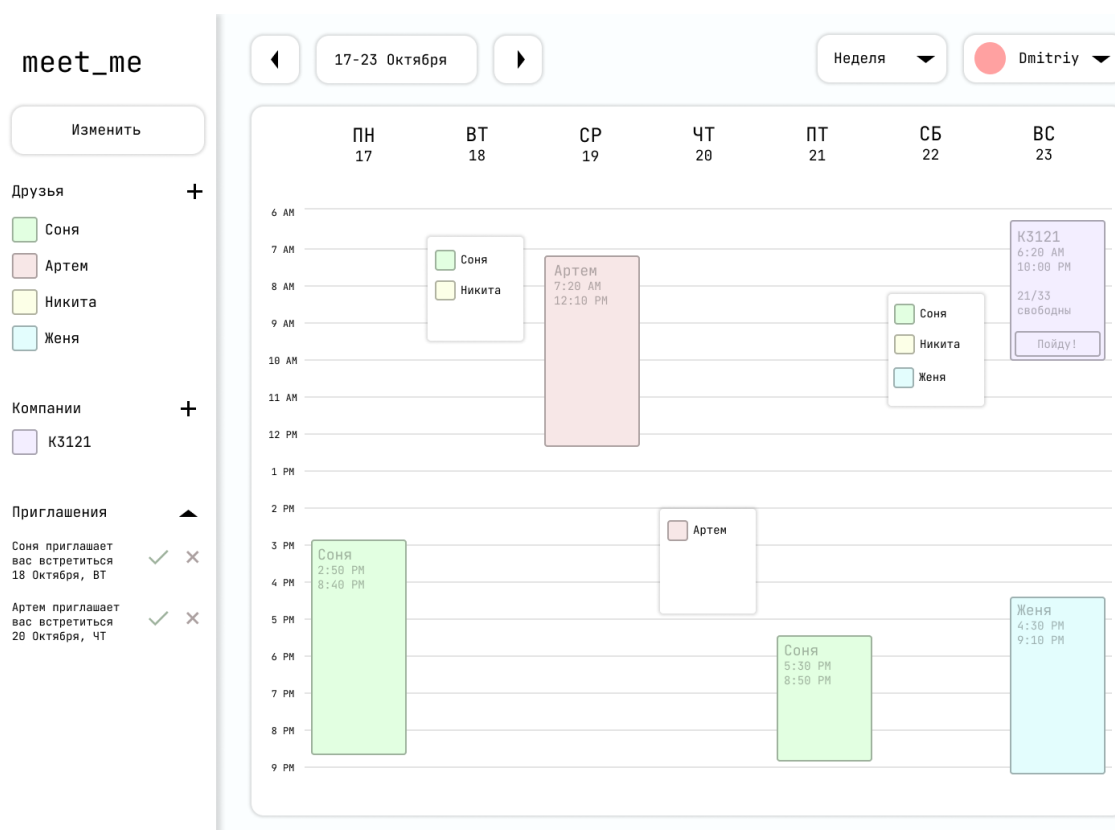 meet_me
Изменить
Друзья
Соня
Артем
Никита
Женя
Компании
К3121
Приглашения
Соня приглашает
вас встретиться
18 Октября, ВТ
Артем приглашает
вас встретиться
20 Октября, ЧТ
17-23 Октября
Неделя
Dmitriy
ПН
17
ВТ
18
СР
19
ЧТ
20
ПТ
21
СБ
22
ВС
23
6 AM
7 AM
8 AM
9 AM
10 AM
11 AM
12 PM
1 PM
2 PM
3 PM
4 PM
5 PM
6 PM
7 PM
8 PM
9 PM
Соня
2:50 PM
8:40 PM
Соня
Никита
Артем
7:20 AM
12:10 PM
Артем
Соня
5:30 PM
8:50 PM
Соня
Никита
Женя
К3121
6:20 AM
10:00 PM
21/33
свободны
Пойду!
Женя
4:30 PM
9:10 PM